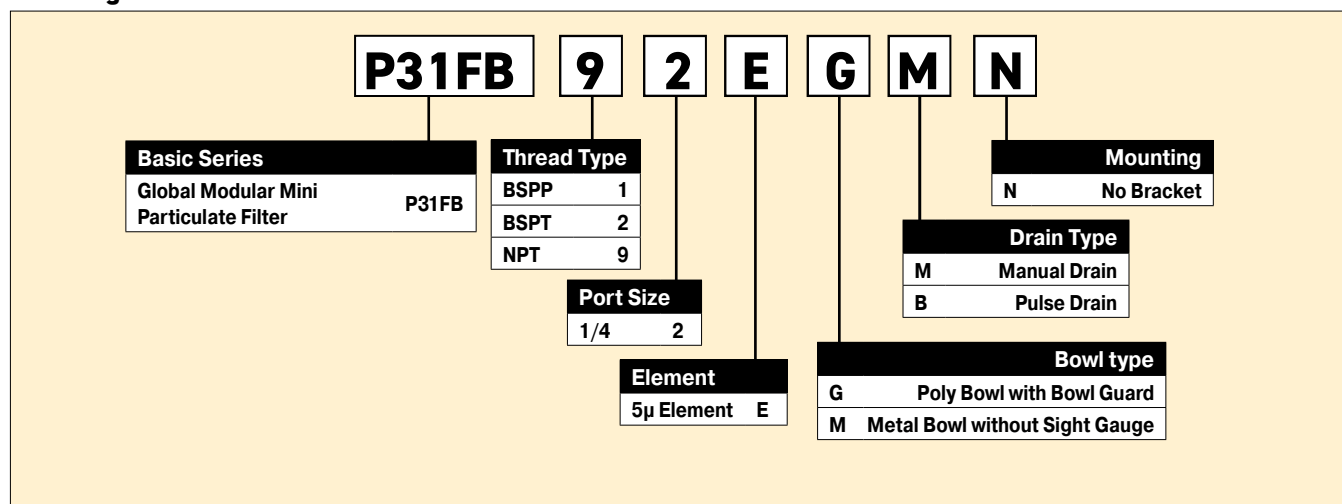 P31FB 9 2 E G M N
Basic Series
Global Modular Mini
Particulate Filter P31FB
Thread Type
BSPP 1
BSPT 2
NPT 9
Mounting
N No Bracket
Drain Type
M Manual Drain
B Pulse Drain
Port Size
1/4 2
Element
5µ Element E
Bowl type
G Poly Bowl with Bowl Guard
M Metal Bowl without Sight Gauge